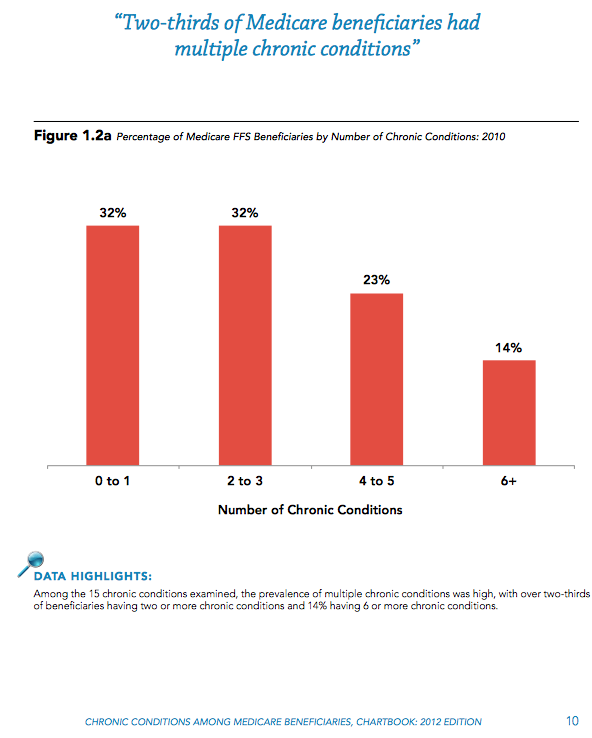 “Two-thirds of Medicare beneficiaries had
multiple chronic conditions”
Figure 1.2a Percentage of Medicare FFS Beneficiaries by Number of Chronic Conditions: 2010
32%
32%
23%
14%
0 to 1
2 to 3
4 to 5
6+
Number of Chronic Conditions
DATA HIGHLIGHTS:
Among the 15 chronic conditions examined, the prevalence of multiple chronic conditions was high, with over two-thirds
of beneficiaries having two or more chronic conditions and 14% having 6 or more chronic conditions.
CHRONIC CONDITIONS AMONG MEDICARE BENEFICIARIES, CHARTBOOK: 2012 EDITION
10